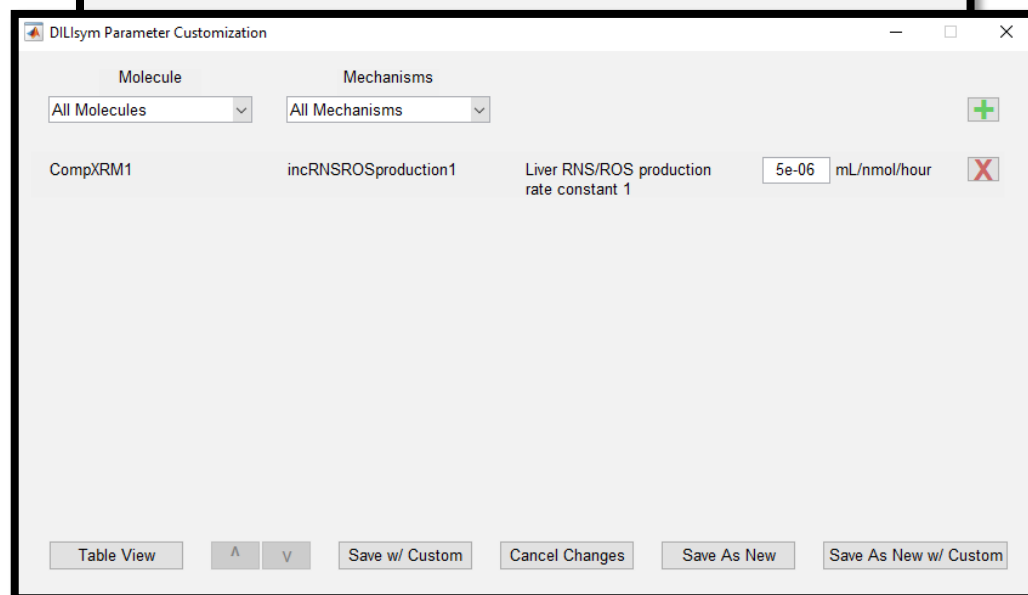 DILIsym Parameter Customization
Molecule Mechanisms
All Molecules All Mechanisms
CompXRM1 incRNSROSproduction1 Liver RNS/ROS production 5e-06 mL/nmol/hour X
rate constant 1
Table View ^ v Save w/ Custom Cancel Changes Save As New Save As New w/ Custom